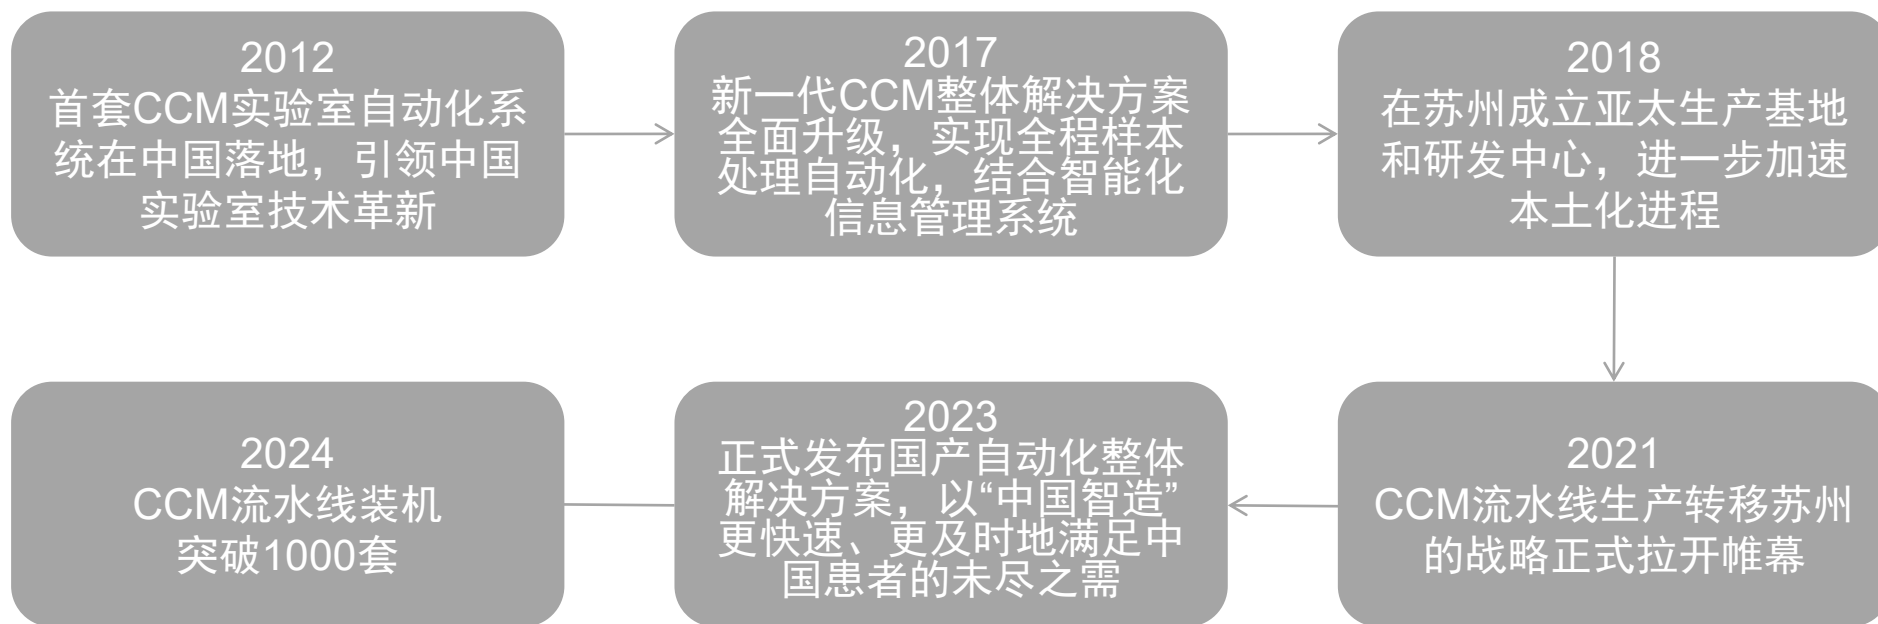 2012
首套CCM实验室自动化系
统在中国落地，引领中国
实验室技术革新
2017
新一代CCM整体解决方案
全面升级，实现全程样本
处理自动化，结合智能化
信息管理系统
2018
在苏州成立亚太生产基地
和研发中心，进一步加速
本土化进程
2021
CCM流水线生产转移苏州
的战略正式拉开帷幕
2023
正式发布国产自动化整体
解决方案，以“中国智造”
更快速、更及时地满足中
国患者的未尽之需
2024
CCM流水线装机
突破1000套